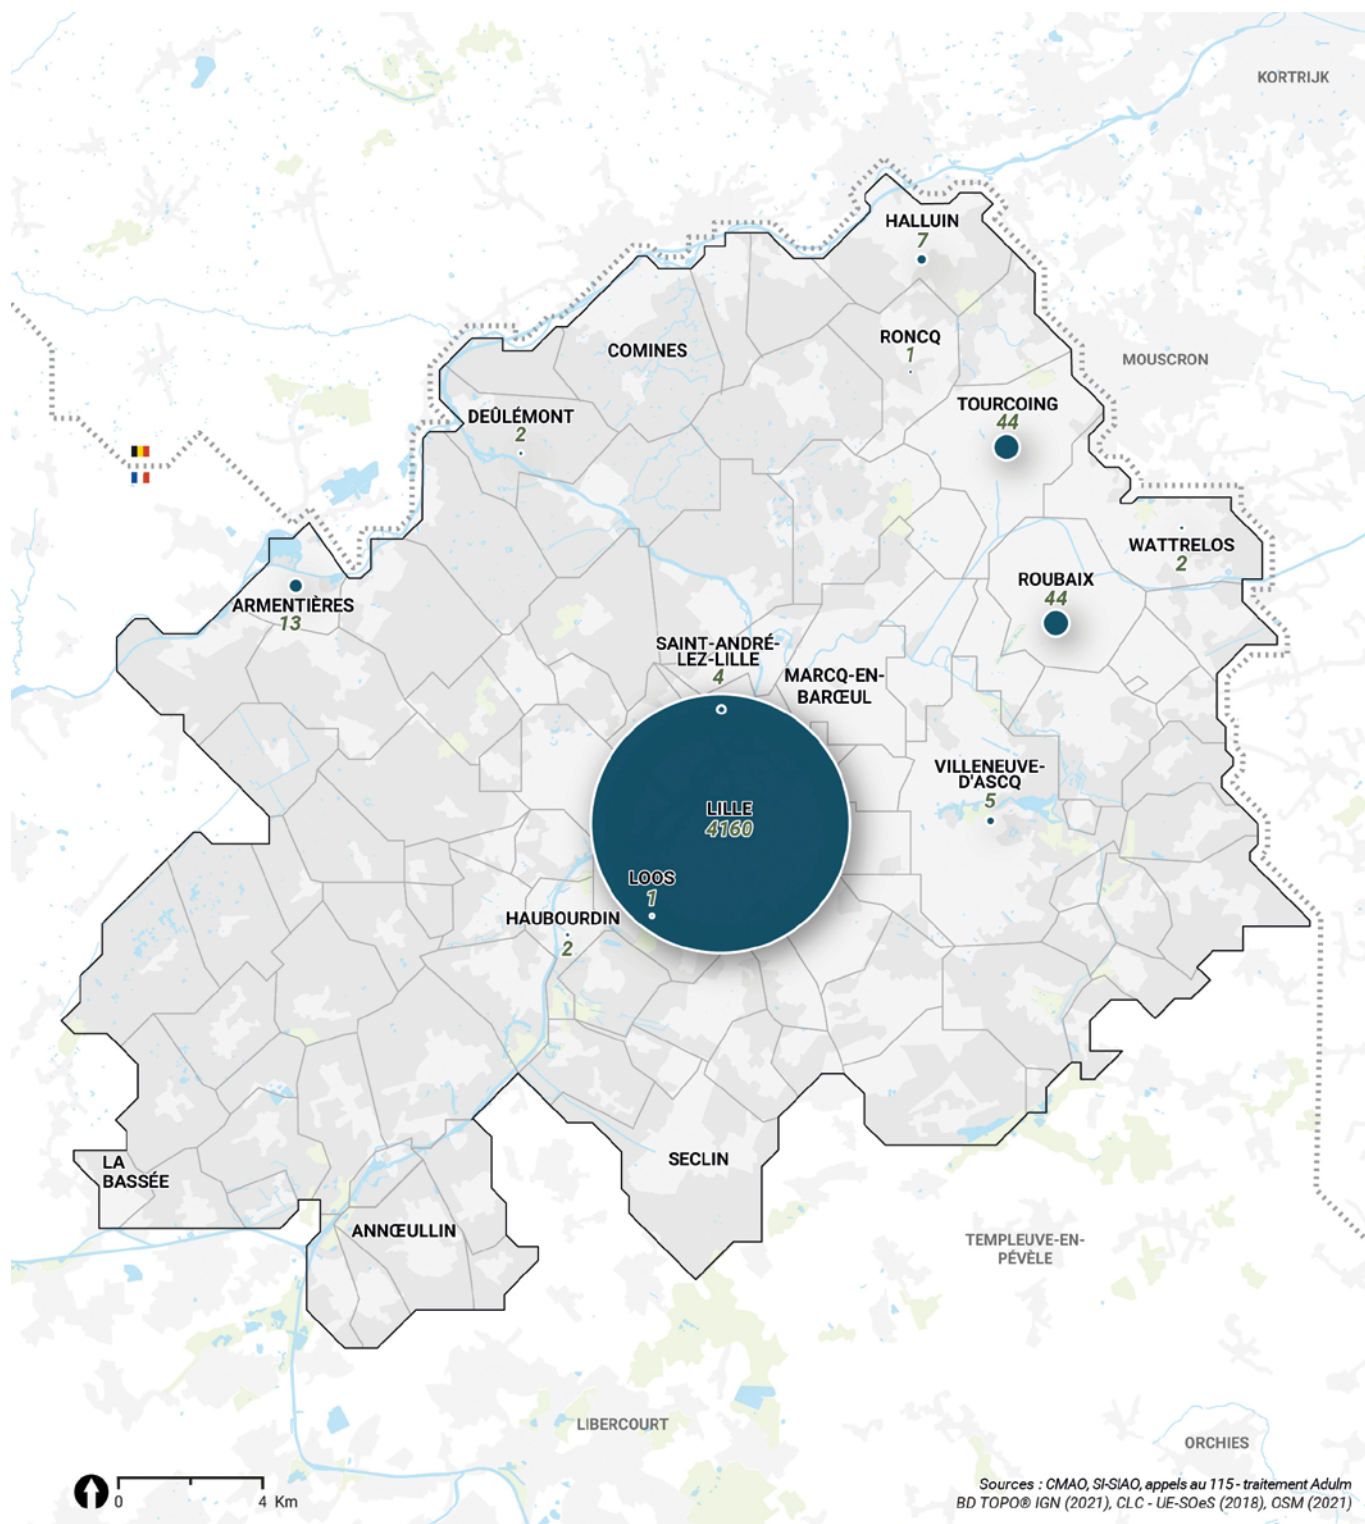 KORTRIJK
HALLUIN
7
RONCQ
1
COMINES
MOUSCRON
TOURCOING
44
DEÛLÉMONT
2
WATTRELOS
2
ROUBAIX
44
ARMENTIÈRES
13
SAINT-ANDRÉ-
LEZ-LILLE
4
MARCQ-EN-
BARŒUL
VILLENEUVE-
D'ASCQ
5
LILLE
4160
LOOS
1
HAUBOURDIN
2
LA
BASSÉE
SECLIN
ANNŒULLIN
TEMPLEUVE-EN-
PÉVÈLE
LIBERCOURT
ORCHIES
0 4 Km
Sources : CMAO, SI-SIAO, appels au 115 - traitement Adulm
BD TOPO® IGN (2021), CLC - UE-SOeS (2018), OSM (2021)